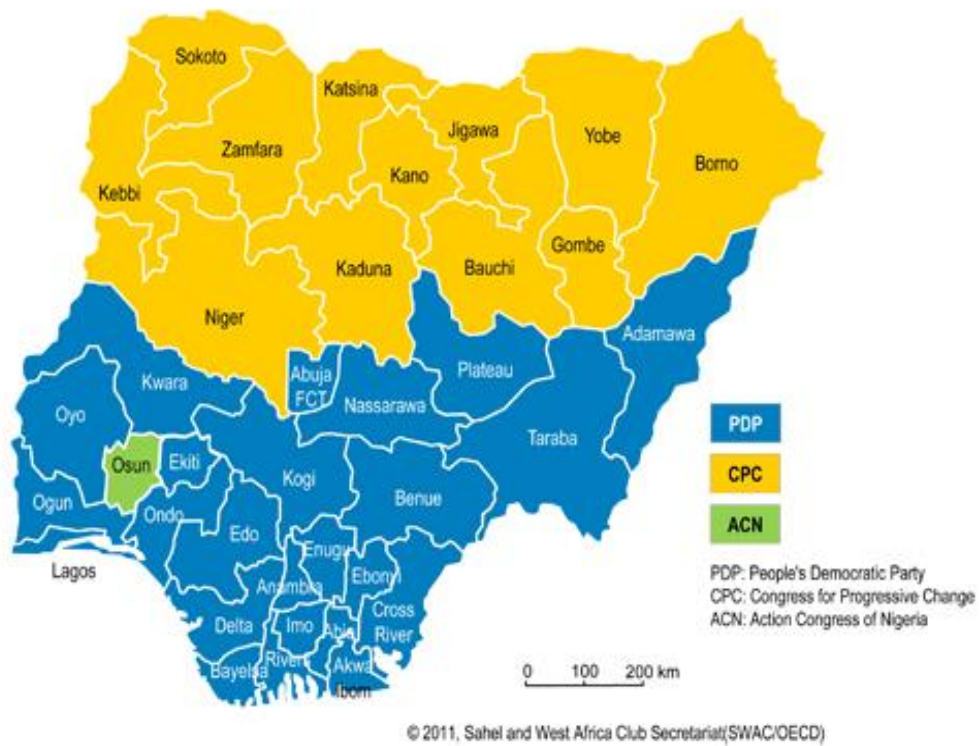 Sokoto
Katsina
Jigawa
Yobe
Borno
Zamfara
Kano
Kebbi
Gombe
Bauchi
Kaduna
Niger
Adamawa
Abuja
FCT
Plateau
Kwara
Nassarawa
Oyo
Taraba
PDP
Osun
Ekiti
Kogi
CPC
Benue
Ogun
Ondo
Edo
ACN
Enugu
Lagos
Anambra
Ebonyi
PDP: People's Democratic Party
CPC: Congress for Progressive Change
ACN: Action Congress of Nigeria
Delta
Imo
Abia
Cross
River
Bayelsa
Rivers
Akwa
Ibom
0 100 200 km
© 2011, Sahel and West Africa Club Secretariat(SWAC/OECD)